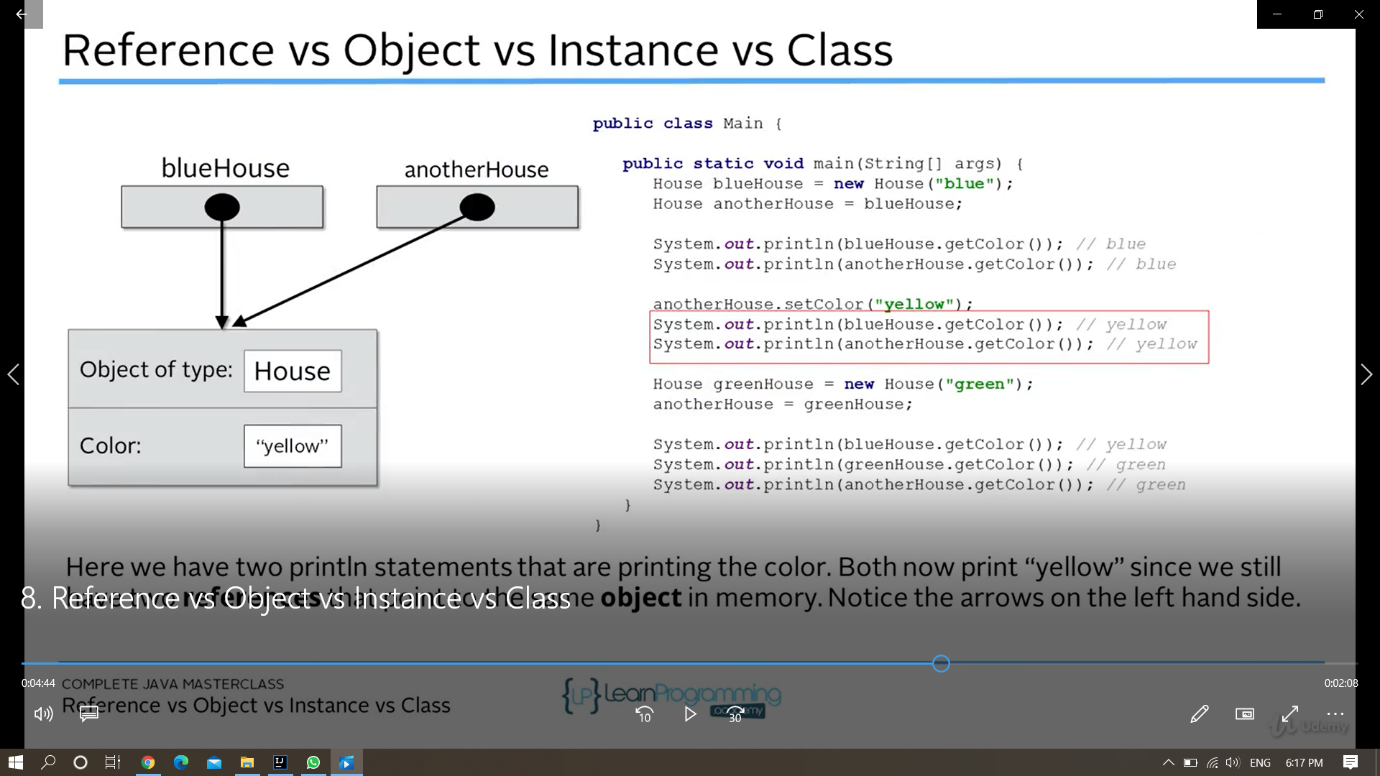 Reference vs Object vs Instance vs Class
blueHouse
anotherHouse
Object of type: House
Color: “yellow”
public class Main {
public static void main(String[] args) {
House blueHouse = new House("blue");
House anotherHouse = blueHouse;
System.out.println(blueHouse.getColor()); // blue
System.out.println(anotherHouse.getColor()); // blue
anotherHouse.setColor("yellow");
System.out.println(blueHouse.getColor()); // yellow
System.out.println(anotherHouse.getColor()); // yellow
House greenHouse = new House("green");
anotherHouse = greenHouse;
System.out.println(blueHouse.getColor()); // yellow
System.out.println(greenHouse.getColor()); // green
System.out.println(anotherHouse.getColor()); // green
}
}
Here we have two println statements that are printing the color. Both now print “yellow” since we still
object in memory. Notice the arrows on the left hand side.
8. Reference vs Object vs Instance vs Class
0:04:44
0:02:08
COMPLETE JAVA MASTERCLASS
Reference vs Object vs Instance vs Class
{LP} LearnProgramming
academy
10
30
Udemy
ENG
6:17 PM